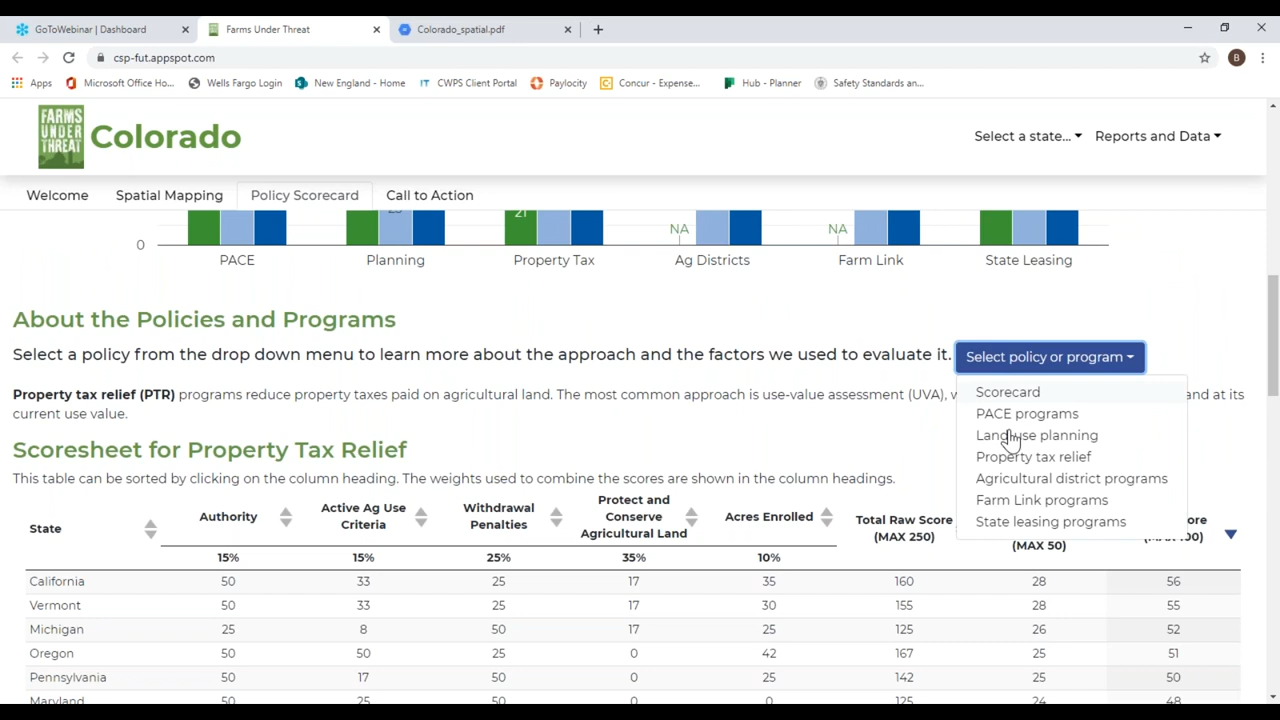 GoToWebinar | Dashboard
Farms Under Threat
Colorado_spatial.pdf
csp-fut.appspot.com
B
Apps
Microsoft Office Ho...
Wells Fargo Login
New England - Home
IT CWPS Client Portal
Paylocity
Concur - Expense...
Hub - Planner
Safety Standards an...
FARMS UNDER THREAT
Colorado
Select a state...
Reports and Data
Welcome
Spatial Mapping
Policy Scorecard
Call to Action
21
NA
NA
0
PACE
Planning
Property Tax
Ag Districts
Farm Link
State Leasing
About the Policies and Programs
Select a policy from the drop down menu to learn more about the approach and the factors we used to evaluate it.
Select policy or program
Scorecard
PACE programs
Land use planning
Property tax relief
Agricultural district programs
Farm Link programs
State leasing programs
Property tax relief (PTR) programs reduce property taxes paid on agricultural land. The most common approach is use-value assessment (UVA), and at its
current use value.
Scoresheet for Property Tax Relief
This table can be sorted by clicking on the column heading. The weights used to combine the scores are shown in the column headings.
State
Authority
Active Ag Use Criteria
Withdrawal Penalties
Protect and Conserve Agricultural Land
Acres Enrolled
Total Raw Score (MAX 250)
(MAX 50)
15% 15% 25% 35% 10%
California 50 33 25 17 35 160 28 56
Vermont 50 33 25 17 30 155 28 55
Michigan 25 8 50 17 25 125 26 52
Oregon 50 50 25 0 42 167 25 51
Pennsylvania 50 17 50 0 25 142 25 50
Maryland 50 25 50 0 0 125 24 48